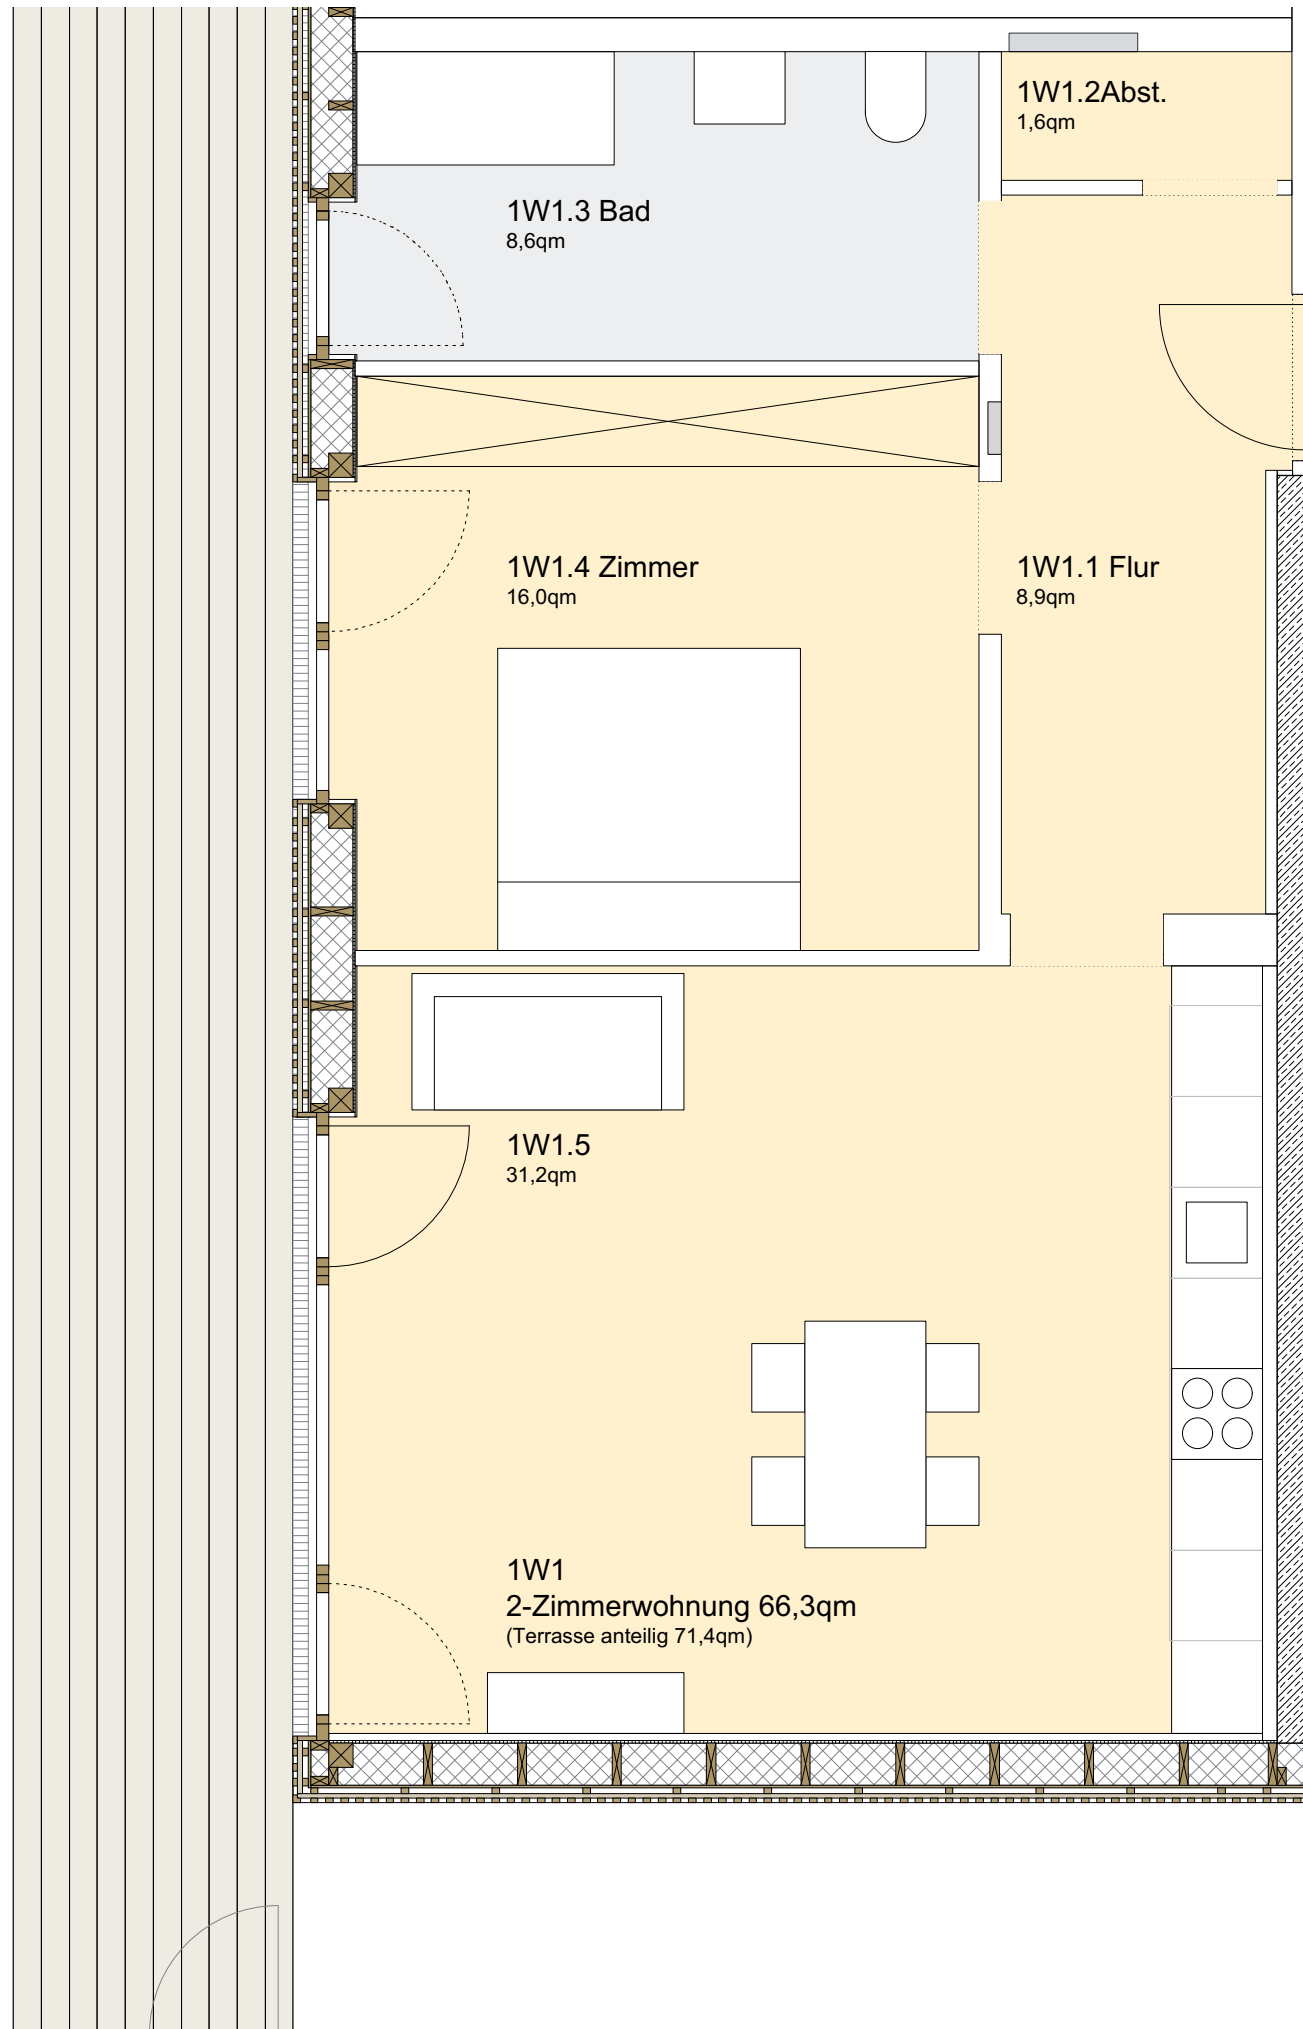 1W1.2Abst.
1,6qm
1W1.3 Bad
8,6qm
1W1.4 Zimmer
16,0qm
1W1.1 Flur
8,9qm
1W1.5
31,2qm
1W1
2-Zimmerwohnung 66,3qm
(Terrasse anteilig 71,4qm)